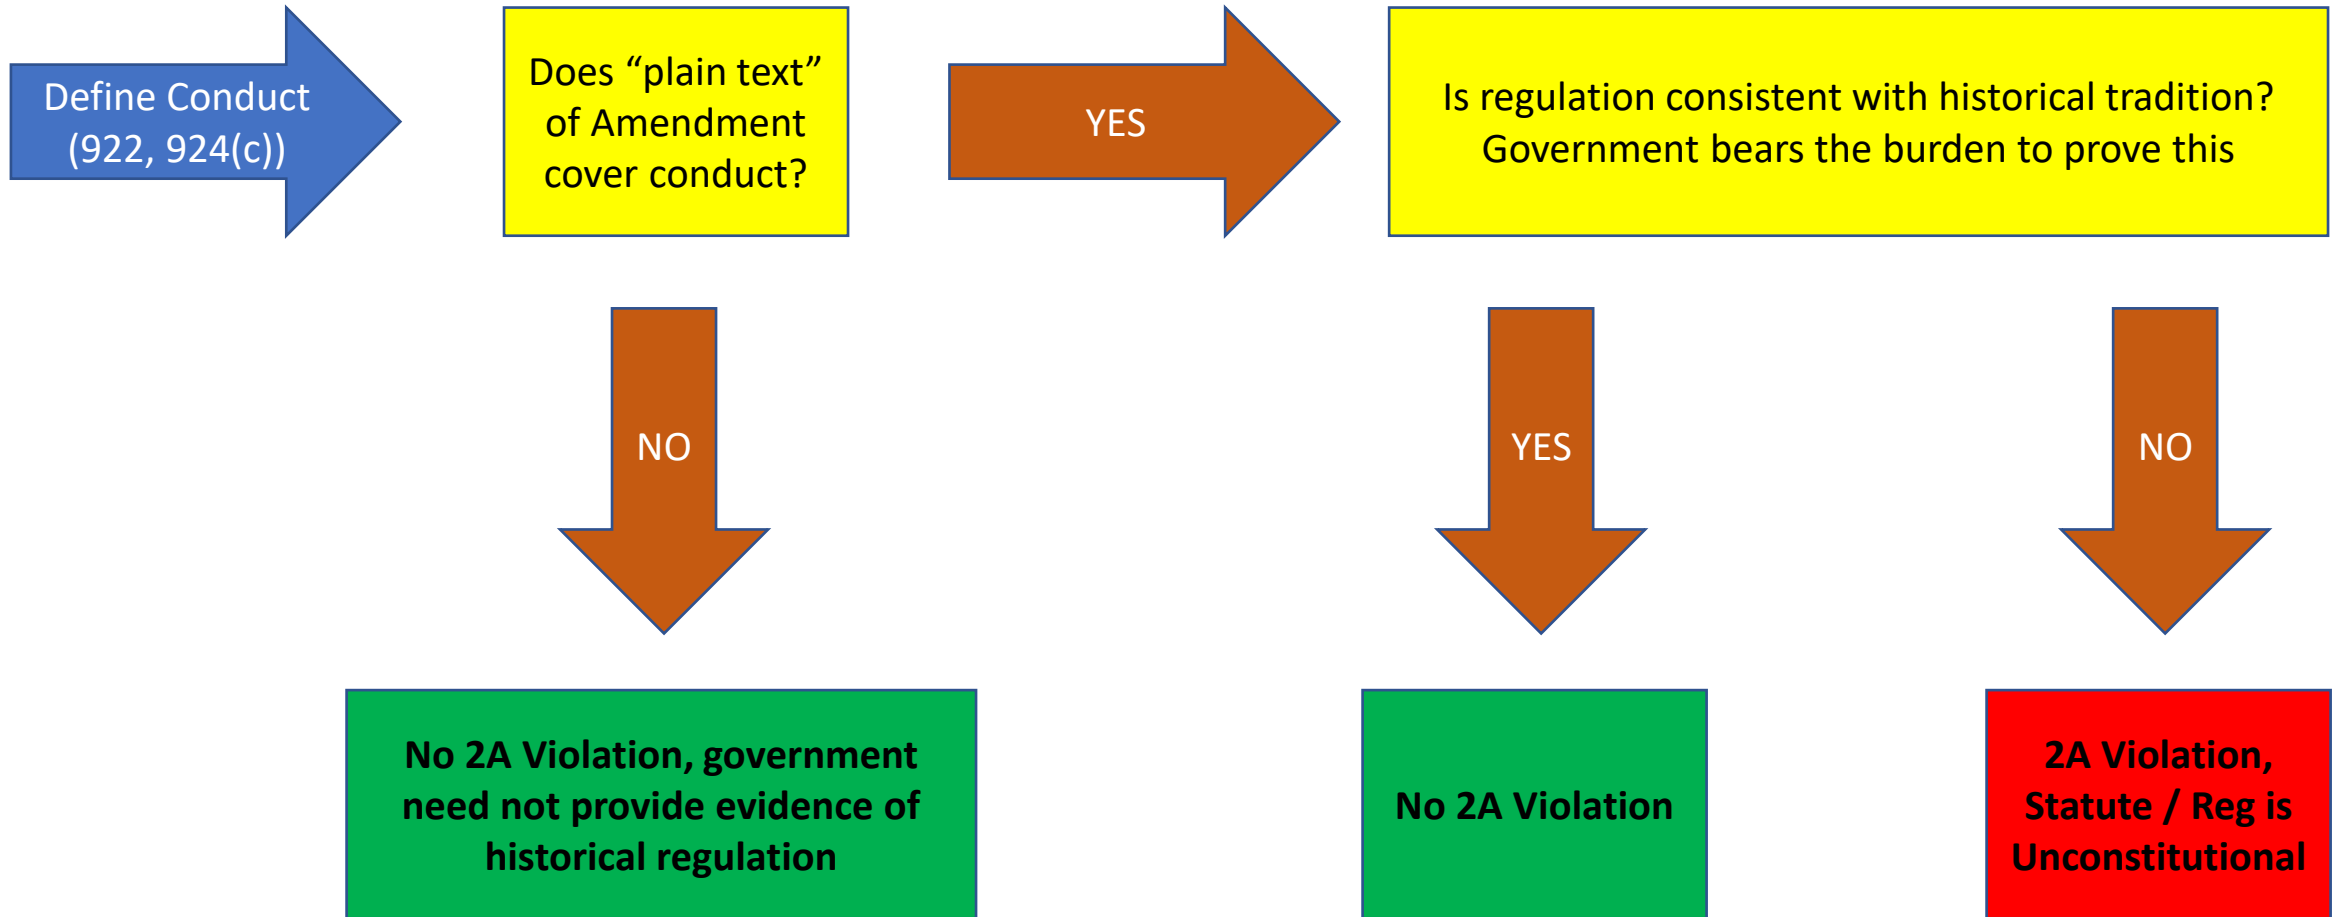 Define Conduct
(922, 924(c))
Does “plain text”
of Amendment
cover conduct?
YES
Is regulation consistent with historical tradition?
Government bears the burden to prove this
NO
YES
NO
No 2A Violation, government
need not provide evidence of
historical regulation
No 2A Violation
2A Violation,
Statute / Reg is
Unconstitutional